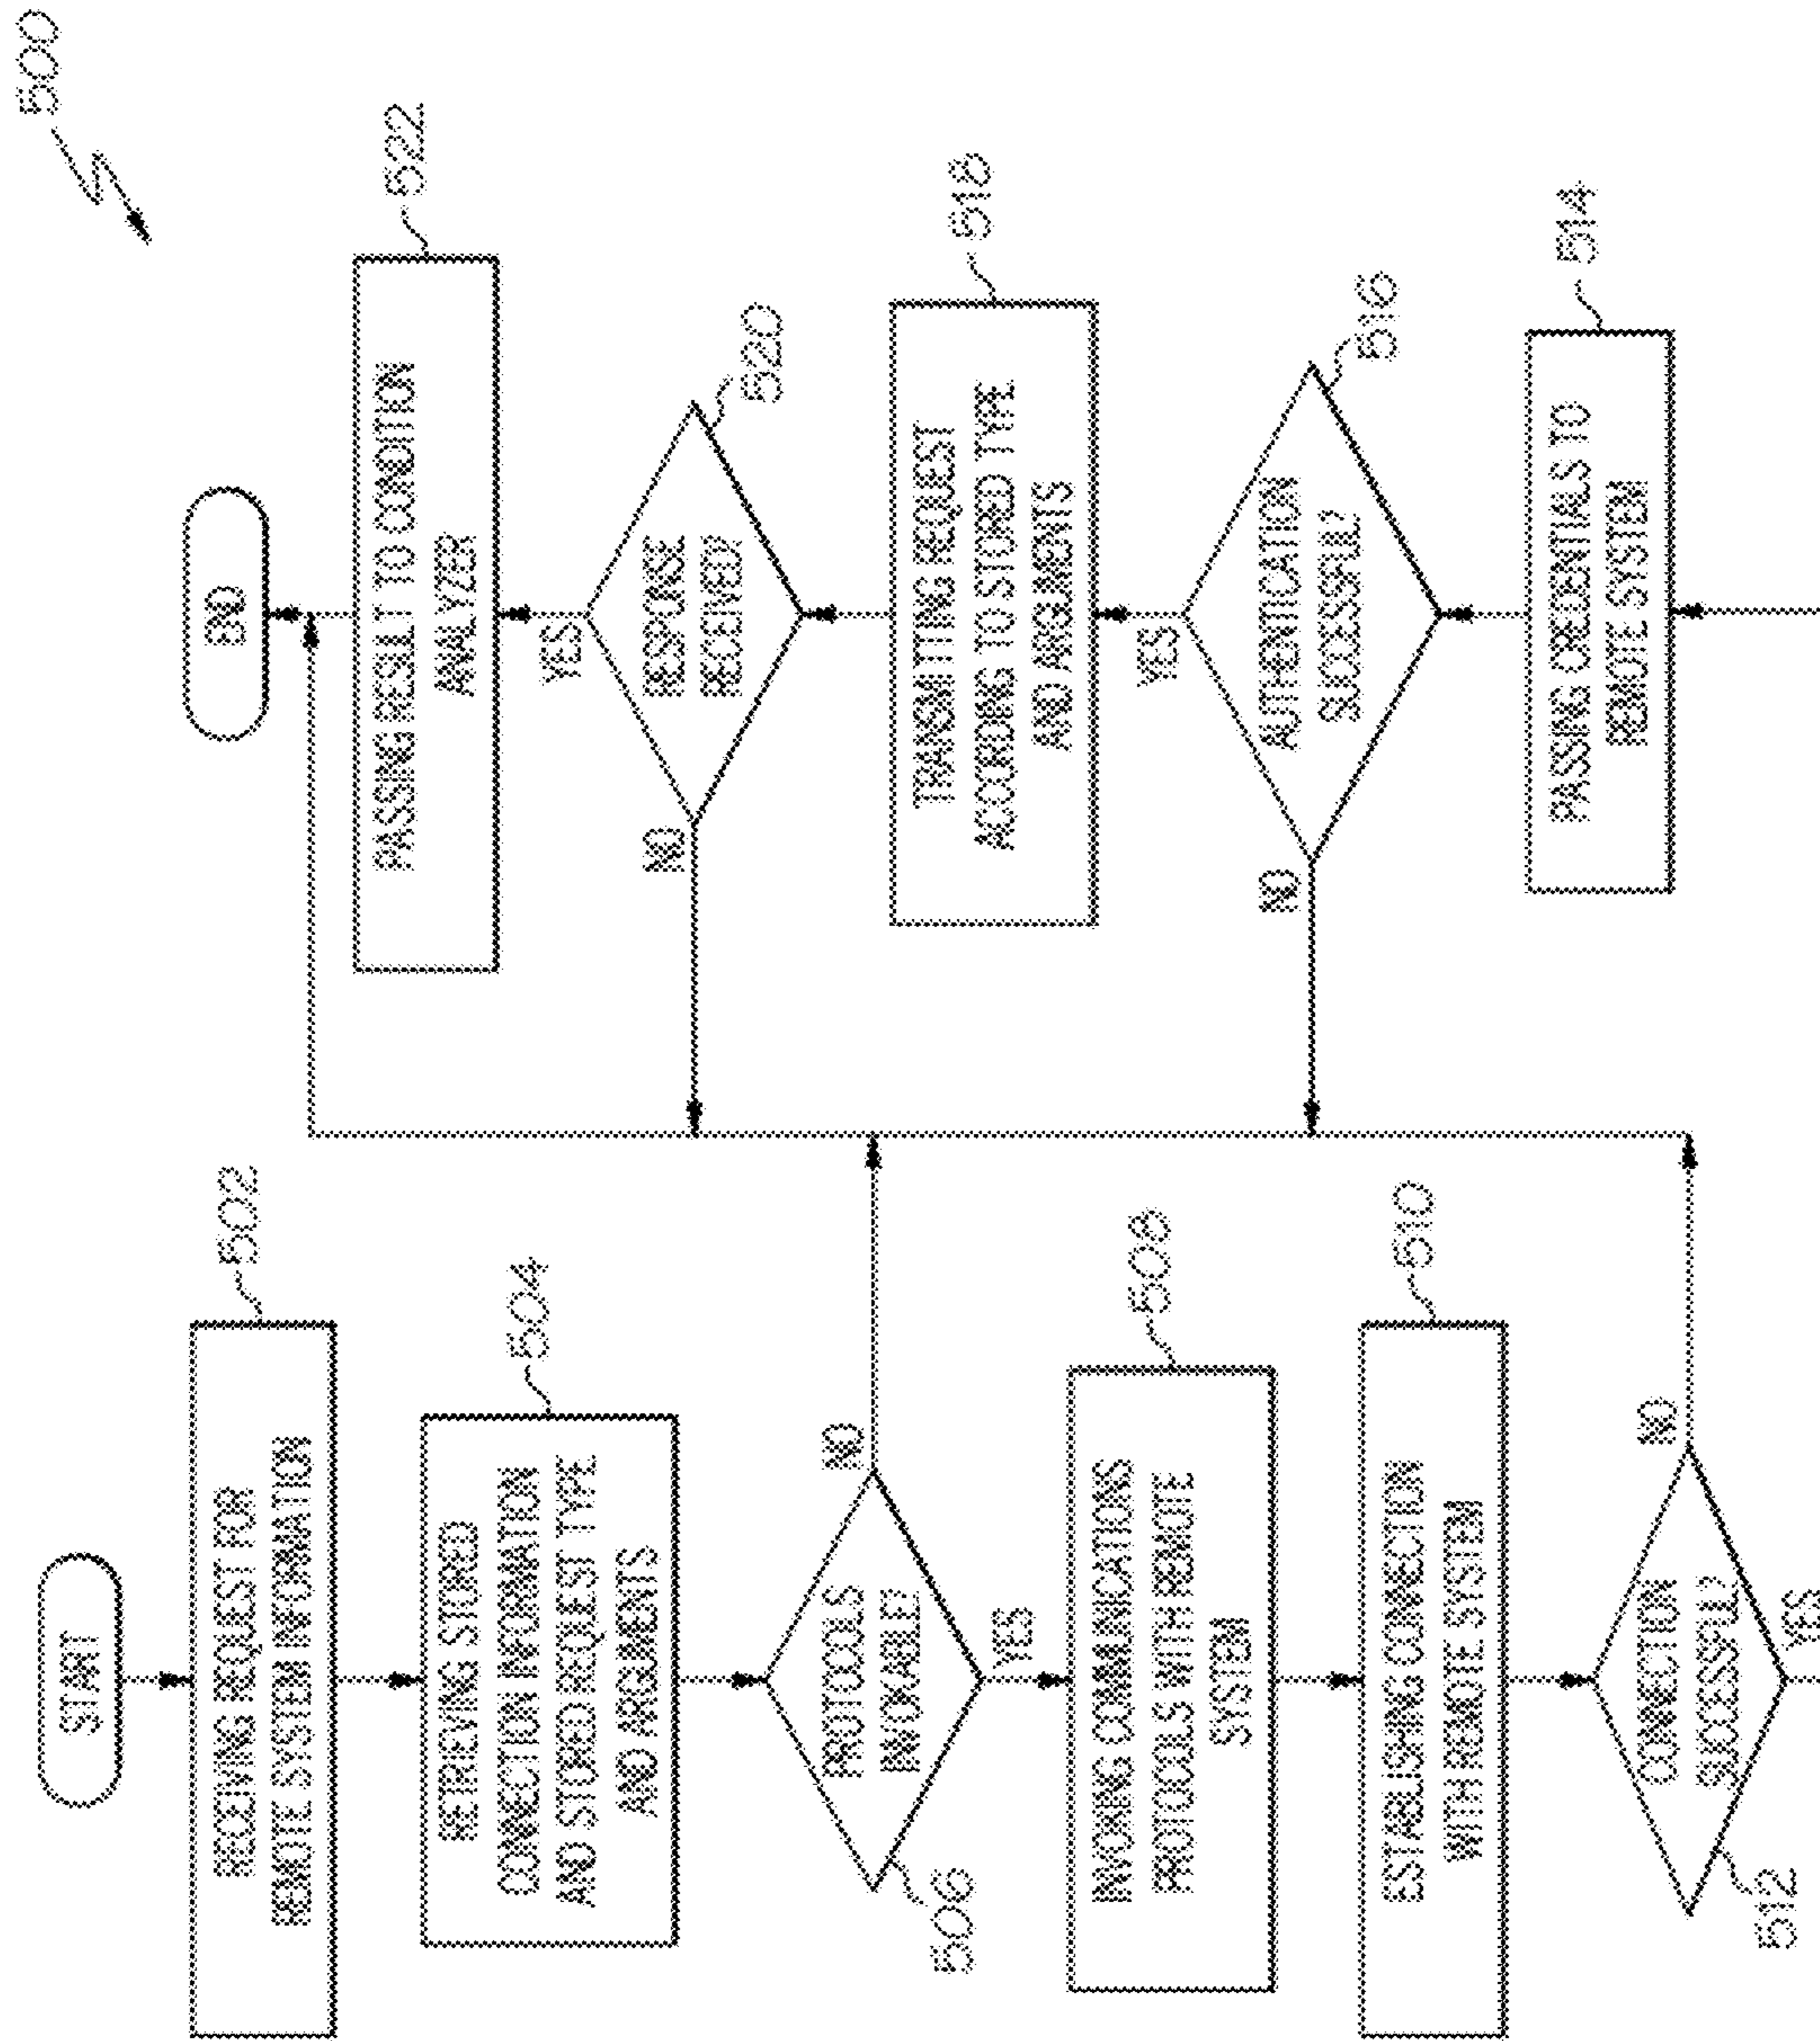 500
START
RECEIVING REQUEST FOR
REMOTE SYSTEM INFORMATION
502
RETRIEVING STORED
CONNECTION INFORMATION
AND STORED REQUEST TYPE
AND ARGUMENTS
504
PROTOCOLS
INVOKABLE?
506
NO
YES
INVOKING COMMUNICATIONS
PROTOCOLS WITH REMOTE
SYSTEM
508
ESTABLISHING CONNECTION
WITH REMOTE SYSTEM
510
CONNECTION
SUCCESSFUL?
512
NO
YES
PASSING CREDENTIALS TO
REMOTE SYSTEM
514
AUTHENTICATION
SUCCESSFUL?
516
NO
YES
TRANSMITTING REQUEST
ACCORDING TO STORED TYPE
AND ARGUMENTS
518
RESPONSE
RECEIVED?
520
NO
YES
PASSING RESULT TO CONDITION
ANALYZER
522
END